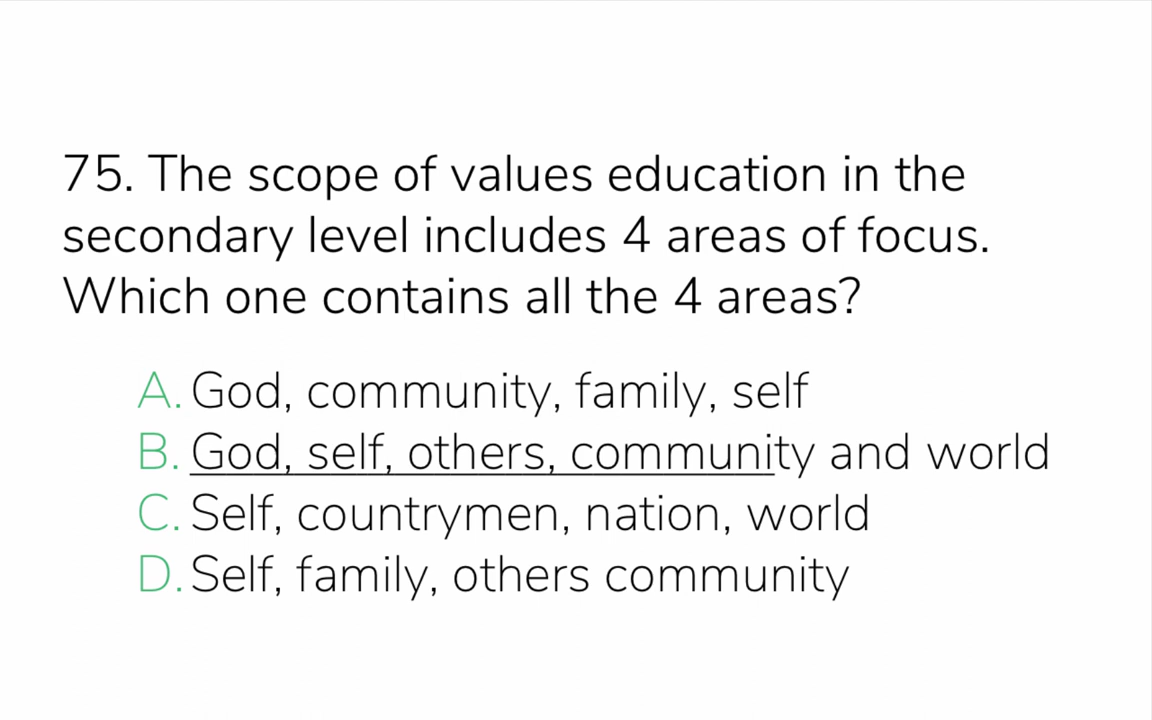 75. The scope of values education in the
secondary level includes 4 areas of focus.
Which one contains all the 4 areas?
A. God, community, family, self
B. God, self, others, community and world
C. Self, countrymen, nation, world
D. Self, family, others community